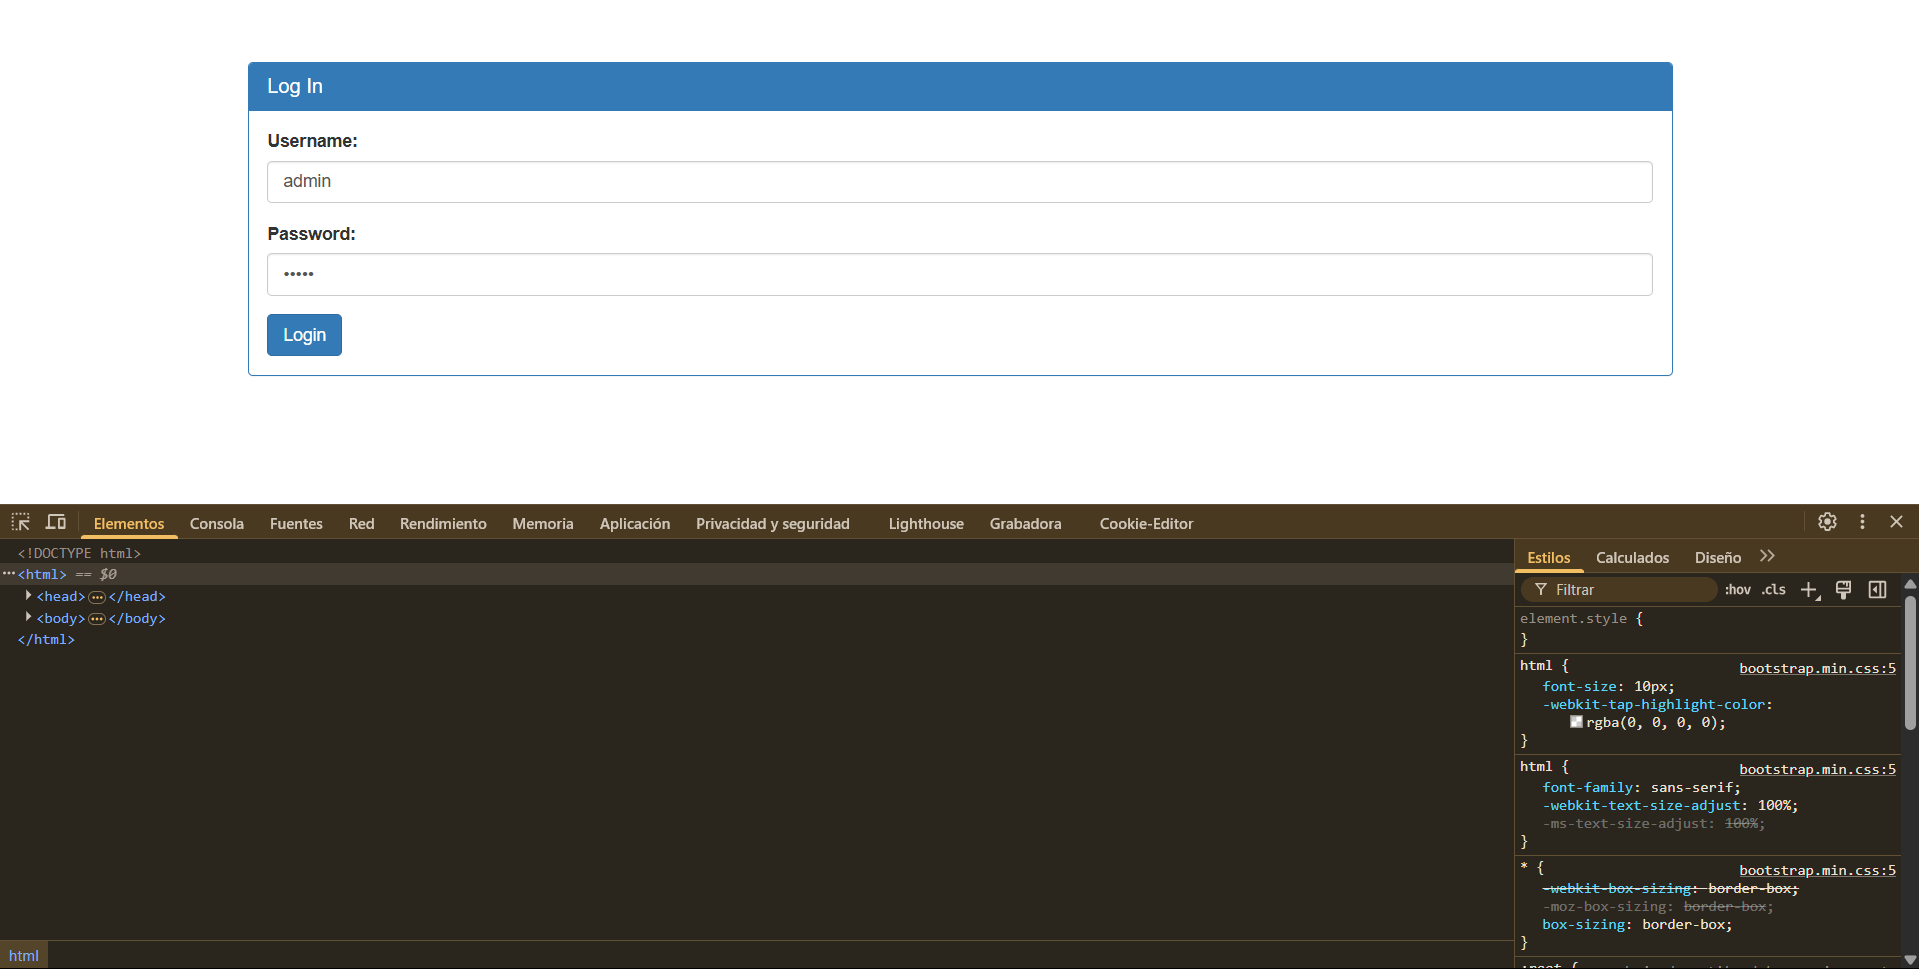 Log In
Username:
admin
Password:
•••••
Login
Elementos Consola Fuentes Red Rendimiento Memoria Aplicación Privacidad y seguridad Lighthouse Grabadora Cookie-Editor
<!DOCTYPE html>
<html> == $0
<head>…</head>
<body>…</body>
</html>
html
Estilos Calculados Diseño
Filtrar :hov .cls
element.style {
}
html { bootstrap.min.css:5
font-size: 10px;
-webkit-tap-highlight-color:
rgba(0, 0, 0, 0);
}
html { bootstrap.min.css:5
font-family: sans-serif;
-webkit-text-size-adjust: 100%;
-ms-text-size-adjust: 100%;
}
* { bootstrap.min.css:5
-webkit-box-sizing: border-box;
-moz-box-sizing: border-box;
box-sizing: border-box;
}